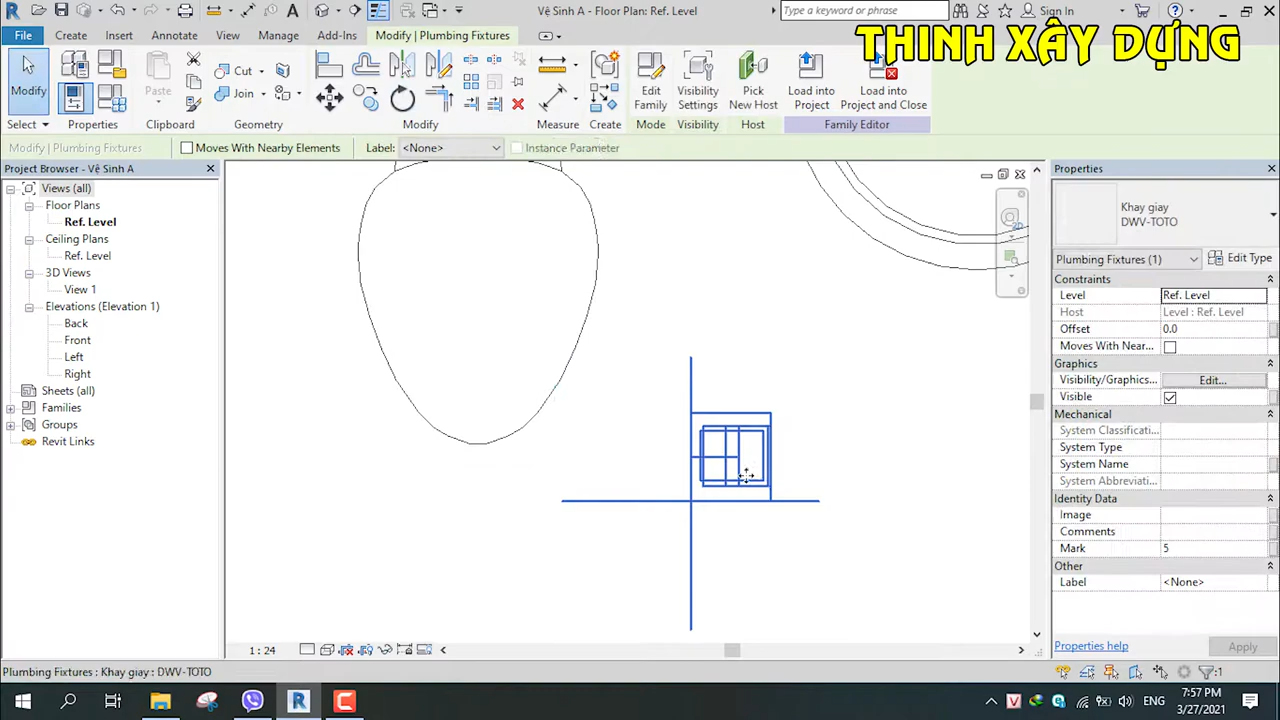 Vệ Sinh A - Floor Plan: Ref. Level
Type a keyword or phrase
Sign In
THINH XÂY DỰNG
File
Create
Insert
Annotate
View
Manage
Add-Ins
Modify | Plumbing Fixtures
Modify
Paste
Cut
Join
Edit
Family
Visibility
Settings
Pick
New Host
Load into
Project
Load into
Project and Close
Select
Properties
Clipboard
Geometry
Modify
Measure
Create
Mode
Visibility
Host
Family Editor
Modify | Plumbing Fixtures
Moves With Nearby Elements
Label:
<None>
Instance Parameter
Project Browser - Vệ Sinh A
Views (all)
Floor Plans
Ref. Level
Ceiling Plans
Ref. Level
3D Views
View 1
Elevations (Elevation 1)
Back
Front
Left
Right
Sheets (all)
Families
Groups
Revit Links
2D
Properties
Khay giay
DWV-TOTO
Plumbing Fixtures (1)
Edit Type
Constraints
Level
Ref. Level
Host
Level : Ref. Level
Offset
0.0
Moves With Near...
Graphics
Visibility/Graphics...
Edit...
Visible
Mechanical
System Classificati...
System Type
System Name
System Abbreviati...
Identity Data
Image
Comments
Mark
5
Other
Label
<None>
Properties help
Apply
1 : 24
Plumbing Fixtures : Khay giay : DWV-TOTO
:1
ENG
7:57 PM
3/27/2021